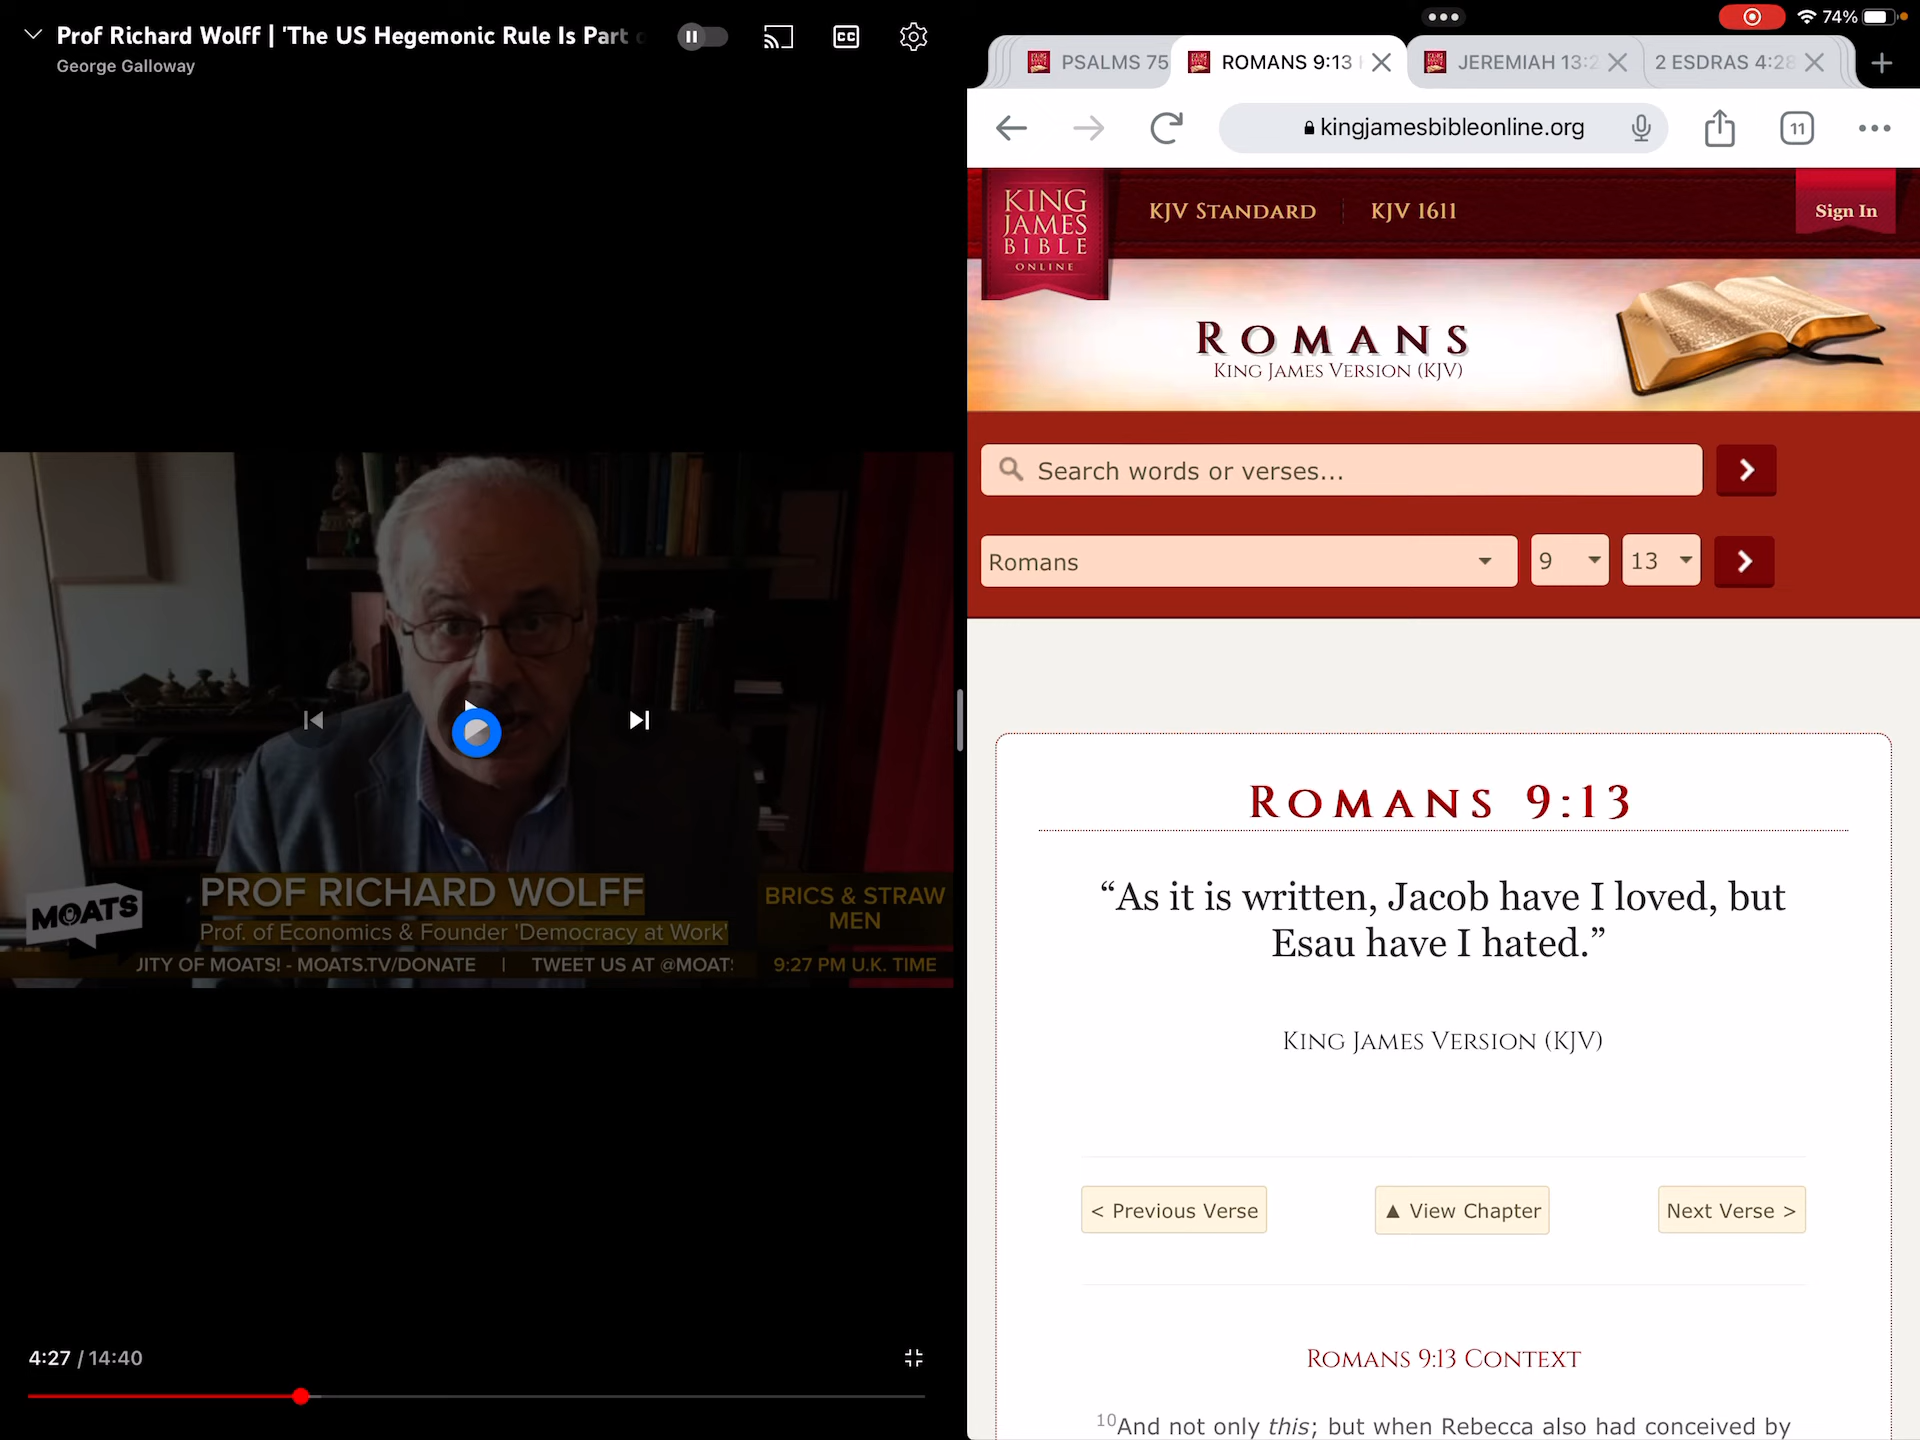 Prof Richard Wolff | 'The US Hegemonic Rule Is Part
George Galloway
CC
MOATS
PROF RICHARD WOLFF
Prof. of Economics & Founder 'Democracy at Work'
BRICS & STRAW
MEN
JITY OF MOATS! - MOATS.TV/DONATE | TWEET US AT @MOAT
9:27 PM U.K. TIME
4:27 / 14:40
74%
PSALMS 75
ROMANS 9:13
JEREMIAH 13:2
2 ESDRAS 4:28
kingjamesbibleonline.org
11
KING
JAMES
BIBLE
ONLINE
KJV STANDARD
KJV 1611
Sign In
ROMANS
KING JAMES VERSION (KJV)
Search words or verses...
Romans
9
13
ROMANS 9:13
“As it is written, Jacob have I loved, but
Esau have I hated.”
KING JAMES VERSION (KJV)
< Previous Verse
▲ View Chapter
Next Verse >
ROMANS 9:13 CONTEXT
10And not only this; but when Rebecca also had conceived by